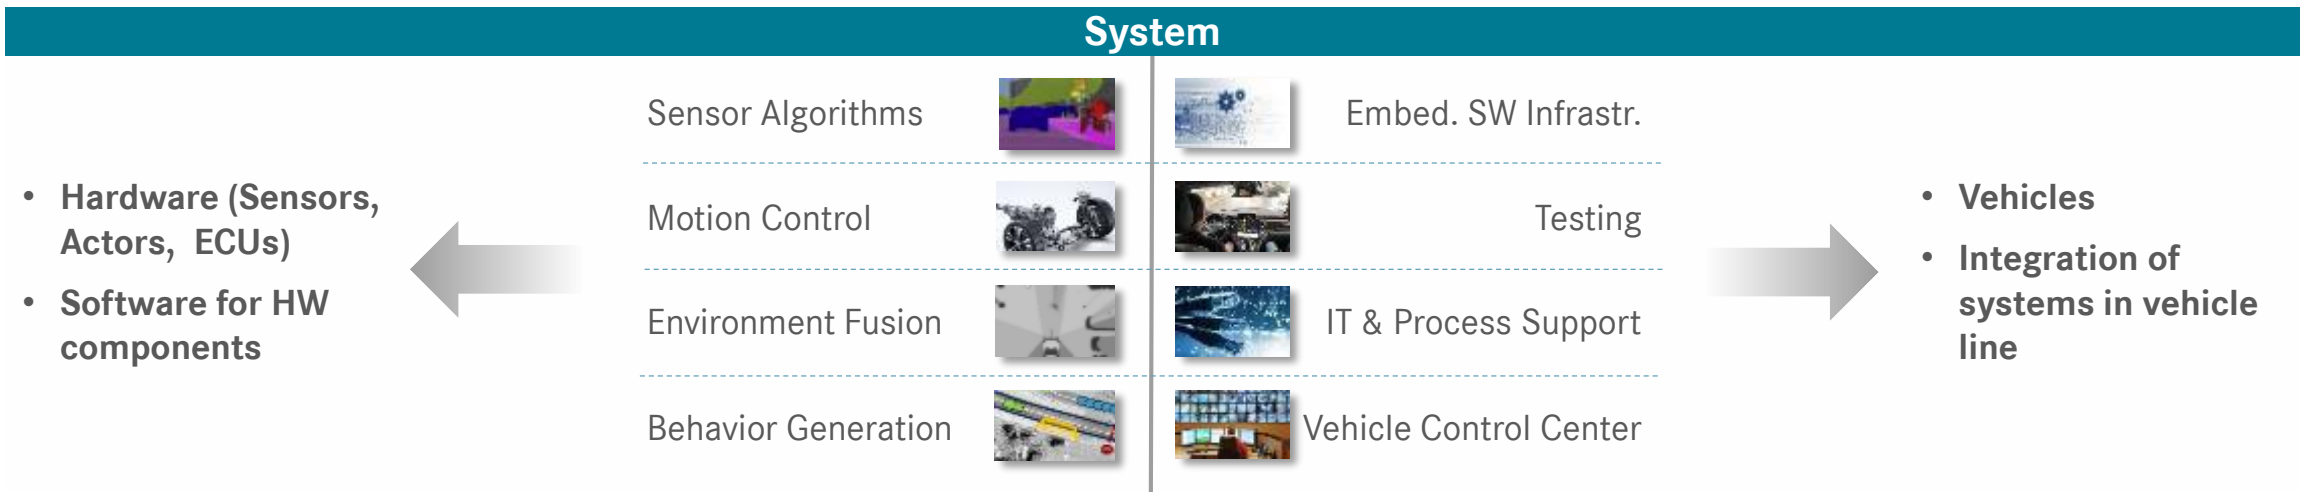 System
• Hardware (Sensors,
Actors, ECUs)
• Software for HW
components
Sensor Algorithms
Motion Control
Environment Fusion
Behavior Generation
Embed. SW Infrastr.
Testing
IT & Process Support
Vehicle Control Center
• Vehicles
• Integration of
systems in vehicle
line